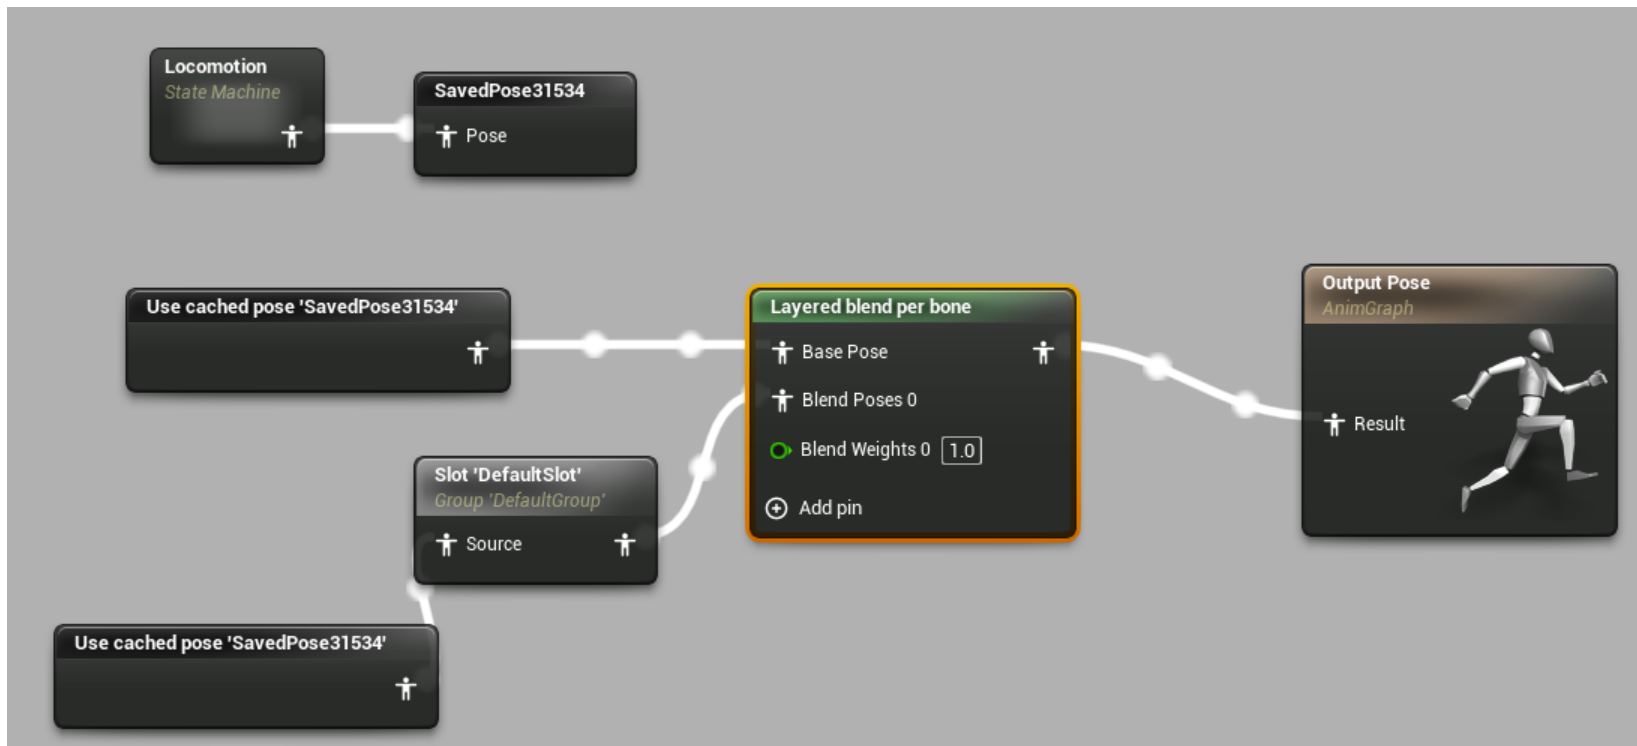 Locomotion
State Machine
SavedPose31534
Pose
Use cached pose 'SavedPose31534'
Layered blend per bone
Base Pose
Blend Poses 0
Blend Weights 0 1.0
Add pin
Output Pose
AnimGraph
Result
Slot 'DefaultSlot'
Group 'DefaultGroup'
Source
Use cached pose 'SavedPose31534'